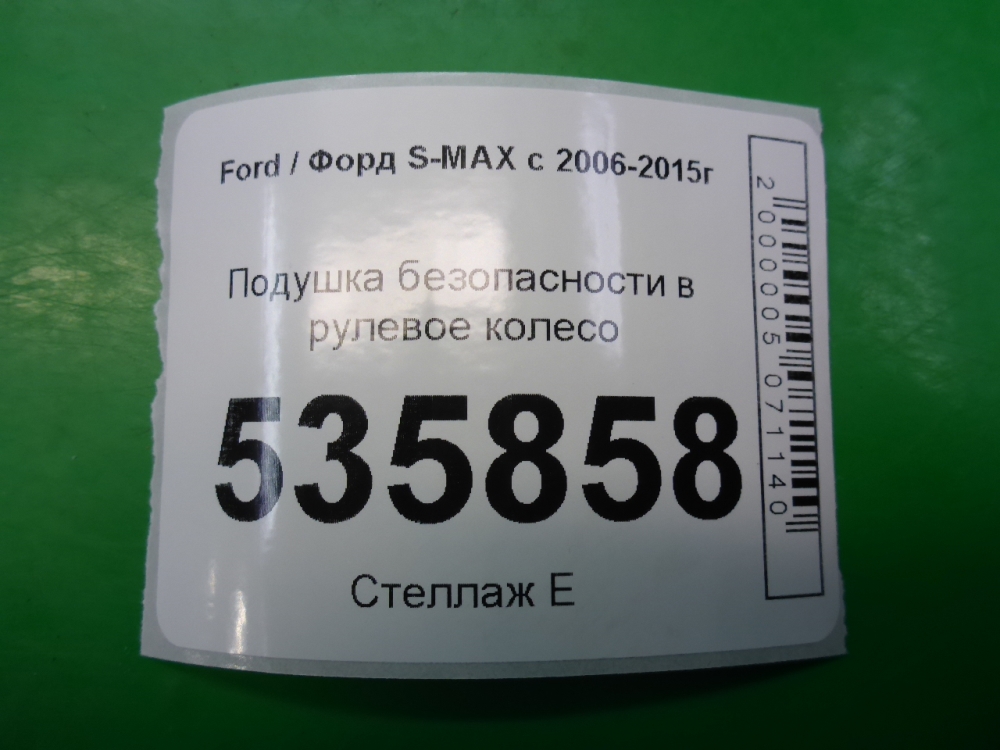 Ford / Форд S-MAX с 2006-2015г
Подушка безопасности в
рулевое колесо
535858
Стеллаж Е
2000005071140